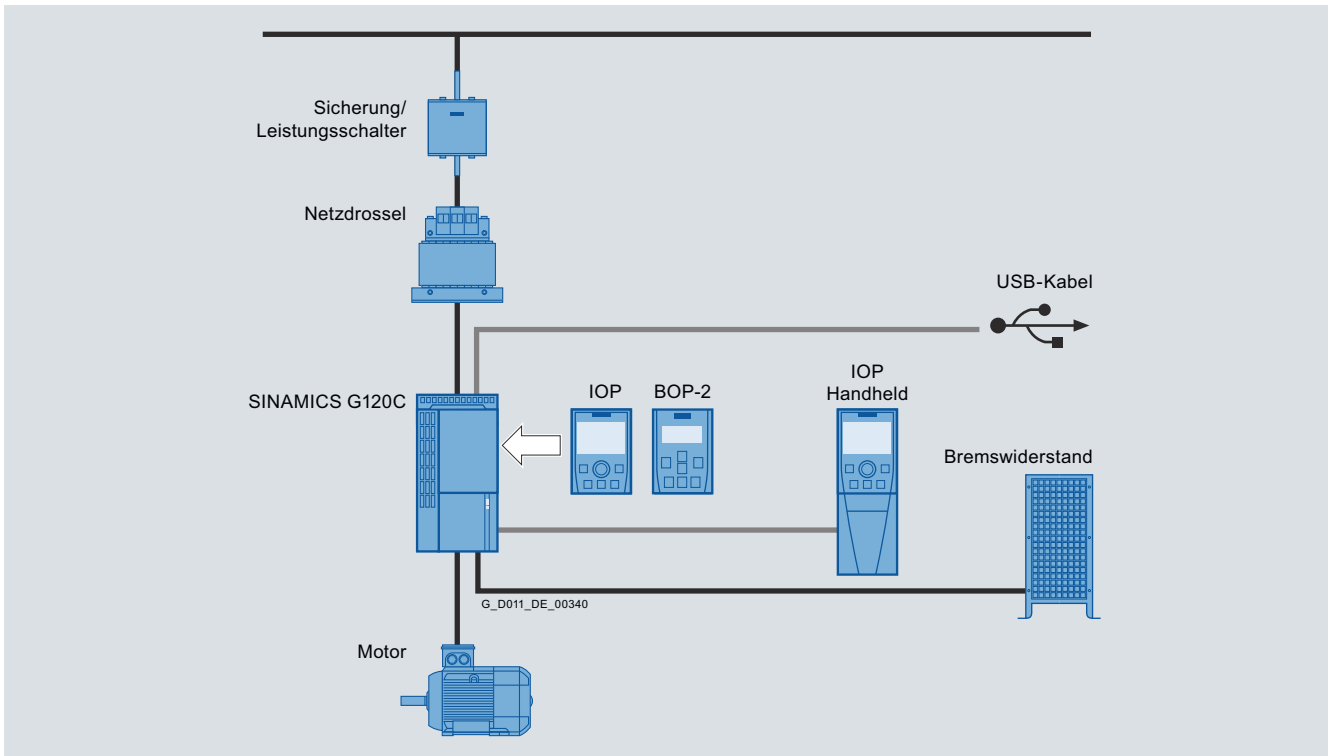 Sicherung/
Leistungsschalter
Netzdrossel
USB-Kabel
SINAMICS G120C
IOP
BOP-2
IOP
Handheld
Bremswiderstand
G_D011_DE_00340
Motor